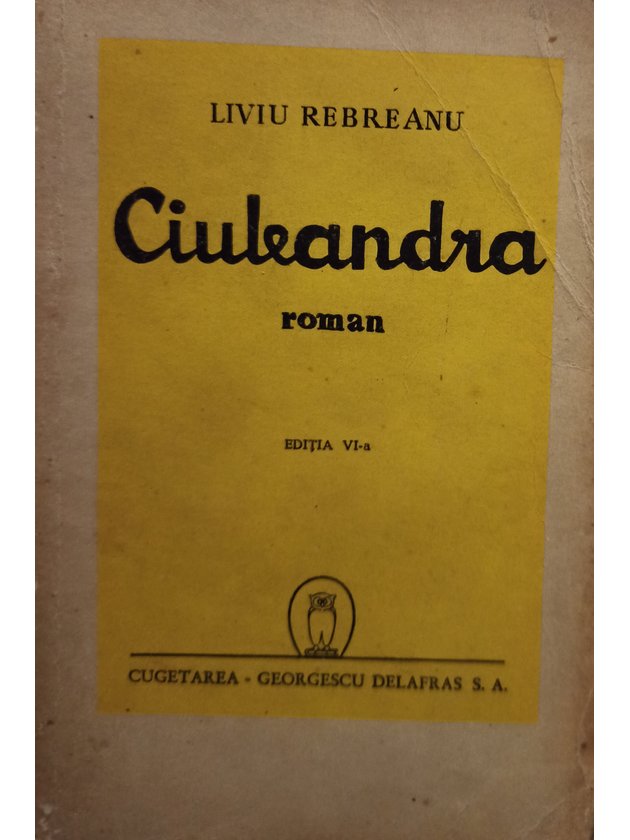 LIVIU REBREANU
Ciuleandra
roman
EDIȚIA VI-a
CUGETAREA - GEORGESCU DELAFRAS S. A.